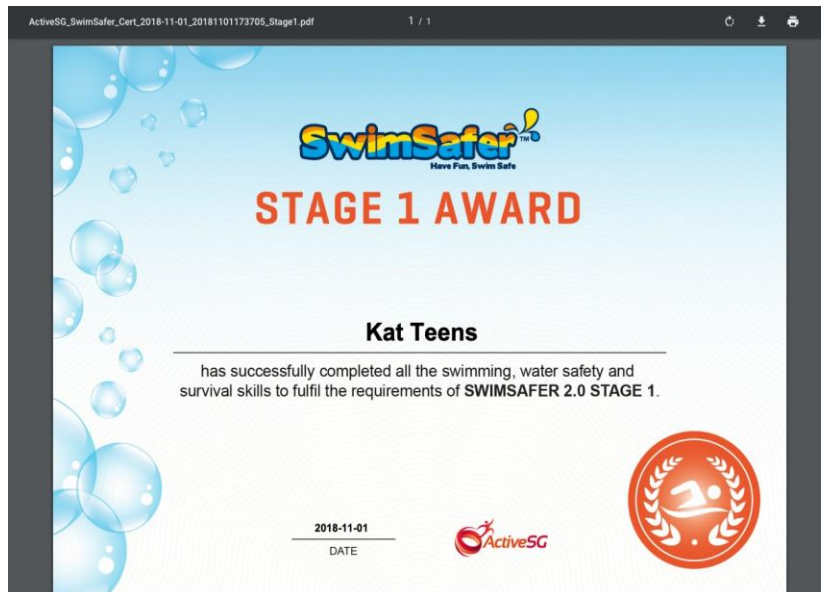 ActiveSG_SwimSafer_Cert_2018-11-01_20181101173705_Stage1.pdf
1 / 1
SwimSafer™
Have Fun, Swim Safe
STAGE 1 AWARD
Kat Teens
has successfully completed all the swimming, water safety and
survival skills to fulfil the requirements of SWIMSAFER 2.0 STAGE 1.
2018-11-01
DATE
ActiveSG